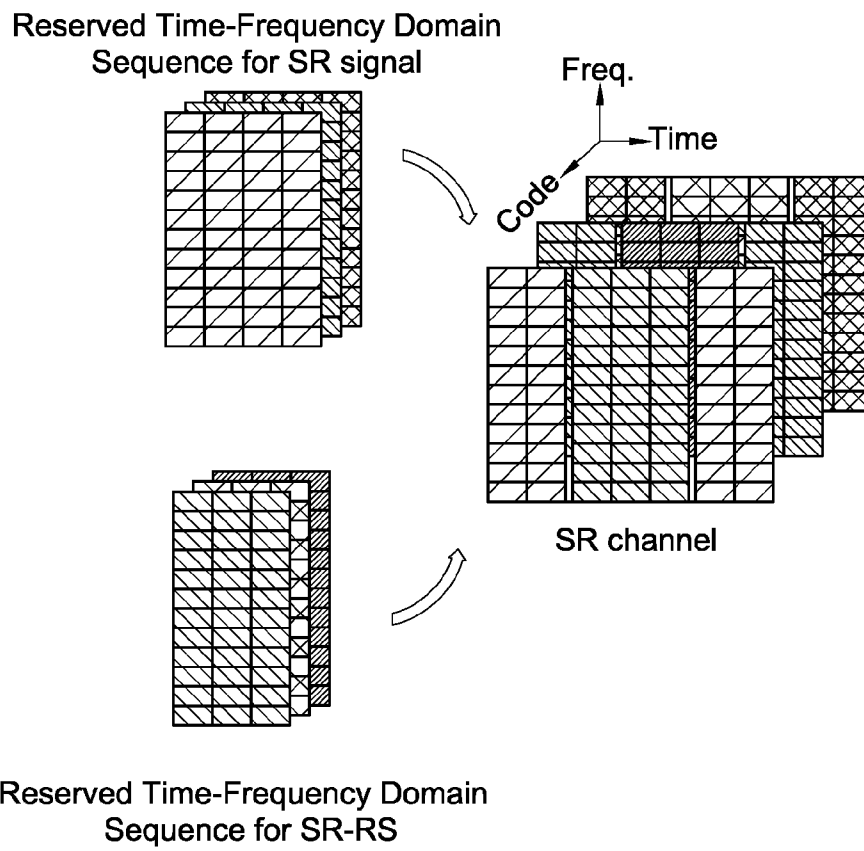 Reserved Time-Frequency Domain
Sequence for SR signal
Freq.
Time
Code
SR channel
Reserved Time-Frequency Domain
Sequence for SR-RS